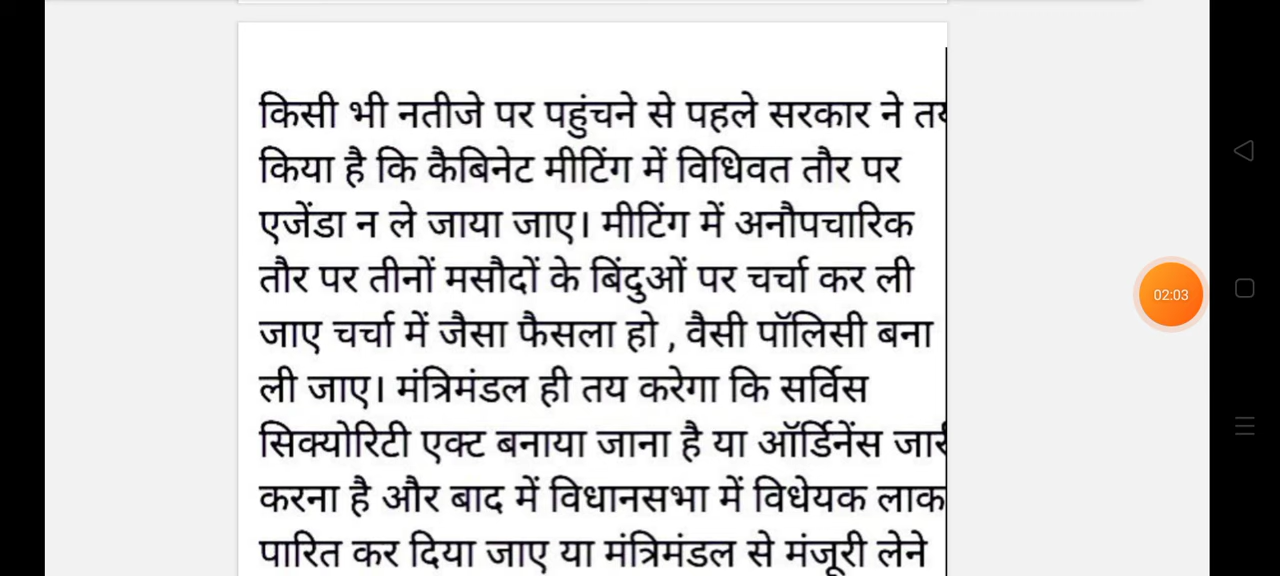 किसी भी नतीजे पर पहुंचने से पहले सरकार ने तय
किया है कि कैबिनेट मीटिंग में विधिवत तौर पर
एजेंडा न ले जाया जाए। मीटिंग में अनौपचारिक
तौर पर तीनों मसौदों के बिंदुओं पर चर्चा कर ली
जाए चर्चा में जैसा फैसला हो , वैसी पॉलिसी बना
ली जाए। मंत्रिमंडल ही तय करेगा कि सर्विस
सिक्योरिटी एक्ट बनाया जाना है या ऑर्डिनेंस जारी
करना है और बाद में विधानसभा में विधेयक लाक
पारित कर दिया जाए या मंत्रिमंडल से मंजूरी लेने
02:03